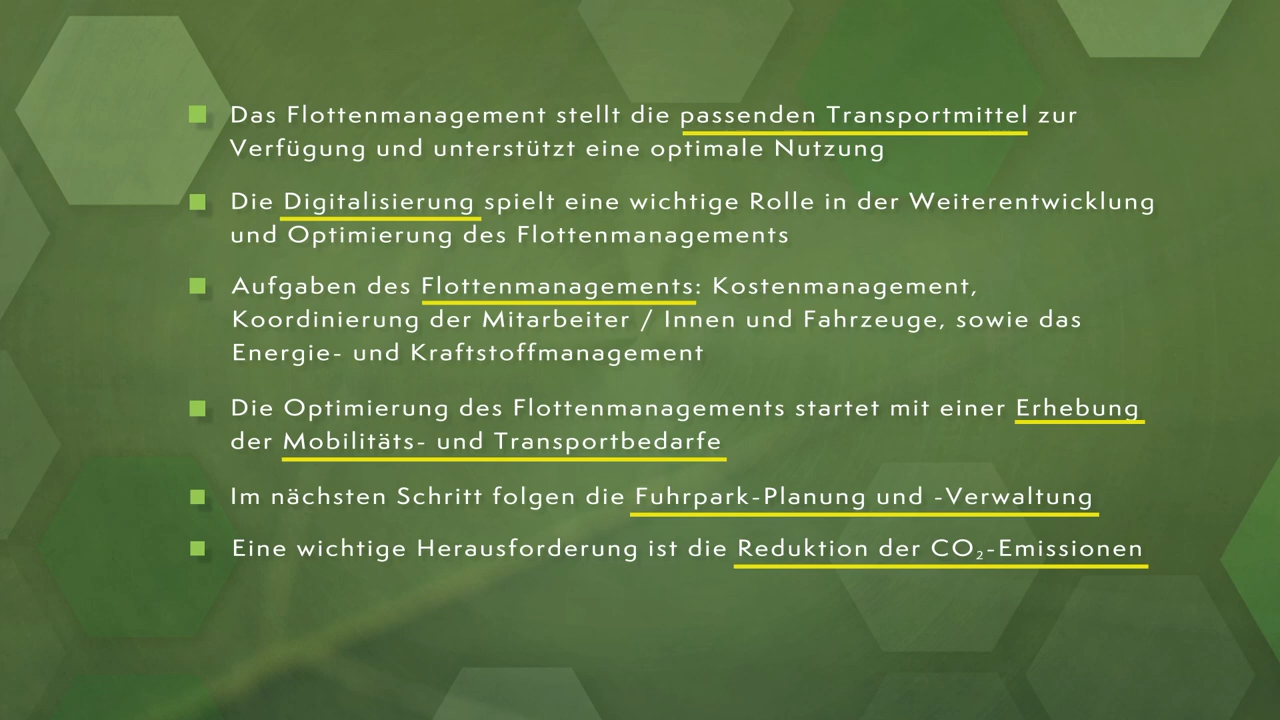 Das Flottenmanagement stellt die passenden Transportmittel zur
Verfügung und unterstützt eine optimale Nutzung
Die Digitalisierung spielt eine wichtige Rolle in der Weiterentwicklung
und Optimierung des Flottenmanagements
Aufgaben des Flottenmanagements: Kostenmanagement,
Koordinierung der Mitarbeiter / Innen und Fahrzeuge, sowie das
Energie- und Kraftstoffmanagement
Die Optimierung des Flottenmanagements startet mit einer Erhebung
der Mobilitäts- und Transportbedarfe
Im nächsten Schritt folgen die Fuhrpark-Planung und -Verwaltung
Eine wichtige Herausforderung ist die Reduktion der CO₂-Emissionen